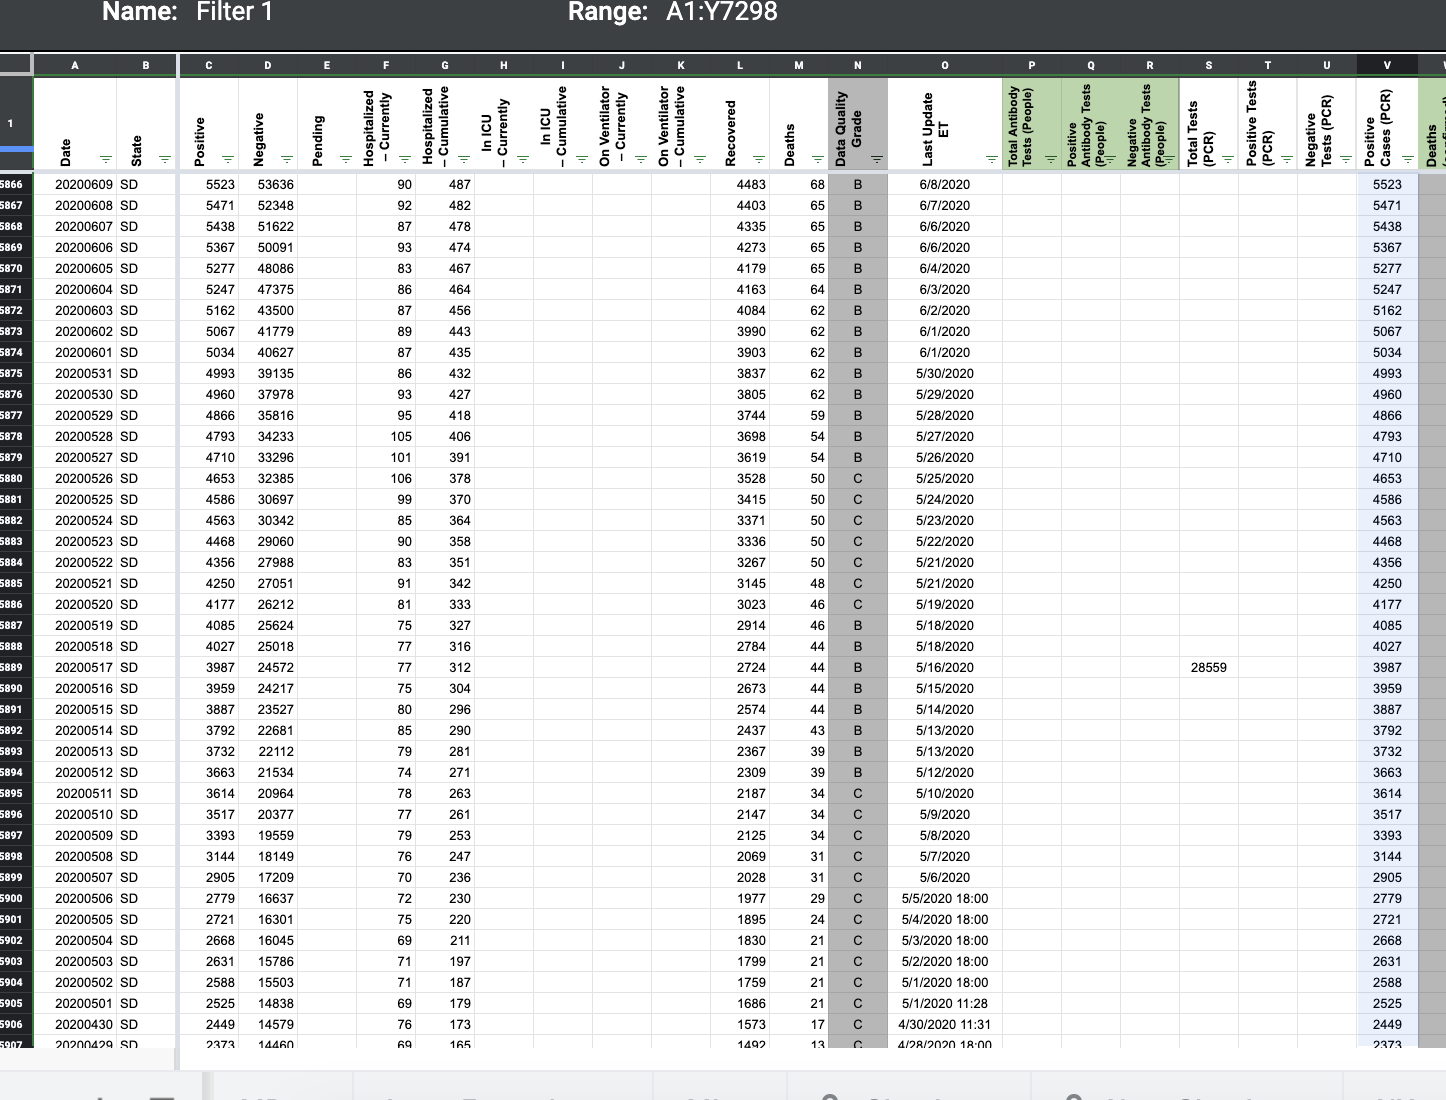 Name: Filter 1 Range: A1:Y7298
A B C D E F G H I J K L M N O P Q R S T U V
1 Date State Positive Negative Pending Hospitalized – Currently Hospitalized – Cumulative In ICU – Currently In ICU – Cumulative On Ventilator – Currently On Ventilator – Cumulative Recovered Deaths Data Quality Grade Last Update ET Total Antibody Tests (People) Positive Antibody Tests (People) Negative Antibody Tests (People) Total Tests (PCR) Positive Tests (PCR) Negative Tests (PCR) Positive Cases (PCR) Deaths
5866 20200609 SD 5523 53636 90 487 4483 68 B 6/8/2020 5523
5867 20200608 SD 5471 52348 92 482 4403 65 B 6/7/2020 5471
5868 20200607 SD 5438 51622 87 478 4335 65 B 6/6/2020 5438
5869 20200606 SD 5367 50091 93 474 4273 65 B 6/6/2020 5367
5870 20200605 SD 5277 48086 83 467 4179 65 B 6/4/2020 5277
5871 20200604 SD 5247 47375 86 464 4163 64 B 6/3/2020 5247
5872 20200603 SD 5162 43500 87 456 4084 62 B 6/2/2020 5162
5873 20200602 SD 5067 41779 89 443 3990 62 B 6/1/2020 5067
5874 20200601 SD 5034 40627 87 435 3903 62 B 6/1/2020 5034
5875 20200531 SD 4993 39135 86 432 3837 62 B 5/30/2020 4993
5876 20200530 SD 4960 37978 93 427 3805 62 B 5/29/2020 4960
5877 20200529 SD 4866 35816 95 418 3744 59 B 5/28/2020 4866
5878 20200528 SD 4793 34233 105 406 3698 54 B 5/27/2020 4793
5879 20200527 SD 4710 33296 101 391 3619 54 B 5/26/2020 4710
5880 20200526 SD 4653 32385 106 378 3528 50 C 5/25/2020 4653
5881 20200525 SD 4586 30697 99 370 3415 50 C 5/24/2020 4586
5882 20200524 SD 4563 30342 85 364 3371 50 C 5/23/2020 4563
5883 20200523 SD 4468 29060 90 358 3336 50 C 5/22/2020 4468
5884 20200522 SD 4356 27988 83 351 3267 50 C 5/21/2020 4356
5885 20200521 SD 4250 27051 91 342 3145 48 C 5/21/2020 4250
5886 20200520 SD 4177 26212 81 333 3023 46 C 5/19/2020 4177
5887 20200519 SD 4085 25624 75 327 2914 46 B 5/18/2020 4085
5888 20200518 SD 4027 25018 77 316 2784 44 B 5/18/2020 4027
5889 20200517 SD 3987 24572 77 312 2724 44 B 5/16/2020 28559 3987
5890 20200516 SD 3959 24217 75 304 2673 44 B 5/15/2020 3959
5891 20200515 SD 3887 23527 80 296 2574 44 B 5/14/2020 3887
5892 20200514 SD 3792 22681 85 290 2437 43 B 5/13/2020 3792
5893 20200513 SD 3732 22112 79 281 2367 39 B 5/13/2020 3732
5894 20200512 SD 3663 21534 74 271 2309 39 B 5/12/2020 3663
5895 20200511 SD 3614 20964 78 263 2187 34 C 5/10/2020 3614
5896 20200510 SD 3517 20377 77 261 2147 34 C 5/9/2020 3517
5897 20200509 SD 3393 19559 79 253 2125 34 C 5/8/2020 3393
5898 20200508 SD 3144 18149 76 247 2069 31 C 5/7/2020 3144
5899 20200507 SD 2905 17209 70 236 2028 31 C 5/6/2020 2905
5900 20200506 SD 2779 16637 72 230 1977 29 C 5/5/2020 18:00 2779
5901 20200505 SD 2721 16301 75 220 1895 24 C 5/4/2020 18:00 2721
5902 20200504 SD 2668 16045 69 211 1830 21 C 5/3/2020 18:00 2668
5903 20200503 SD 2631 15786 71 197 1799 21 C 5/2/2020 18:00 2631
5904 20200502 SD 2588 15503 71 187 1759 21 C 5/1/2020 18:00 2588
5905 20200501 SD 2525 14838 69 179 1686 21 C 5/1/2020 11:28 2525
5906 20200430 SD 2449 14579 76 173 1573 17 C 4/30/2020 11:31 2449
5907 20200429 SD 2373 14460 69 165 1492 13 C 4/28/2020 18:00 2373